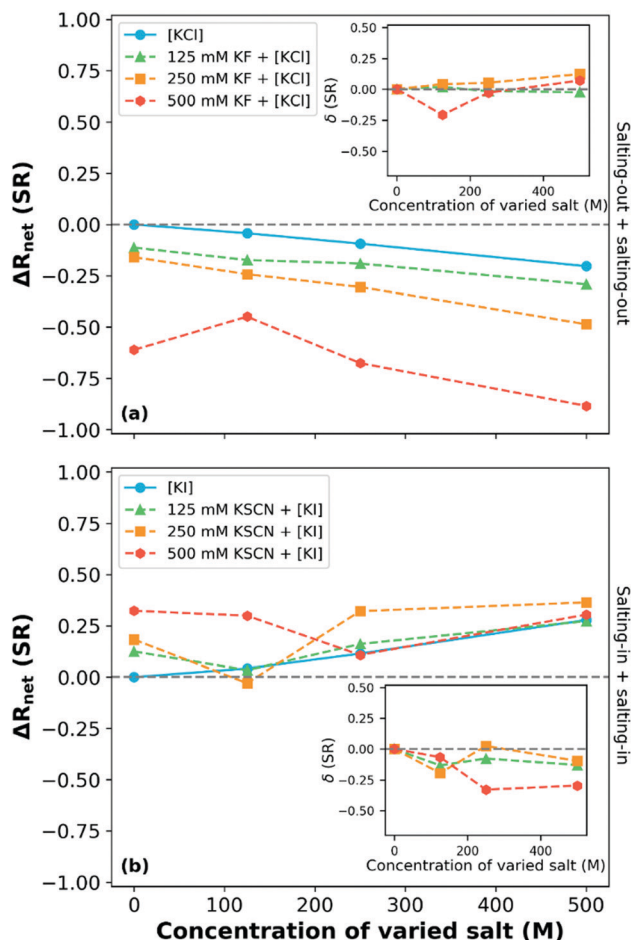 1.00
0.75
0.50
0.25
0.00
−0.25
−0.50
−0.75
−1.00
ΔRnet (SR)
[KCl]
125 mM KF + [KCl]
250 mM KF + [KCl]
500 mM KF + [KCl]
0.50
0.25
0.00
−0.25
−0.50
δ (SR)
0
200
400
Concentration of varied salt (M)
(a)
Salting-out + salting-out
1.00
0.75
0.50
0.25
0.00
−0.25
−0.50
−0.75
−1.00
ΔRnet (SR)
[KI]
125 mM KSCN + [KI]
250 mM KSCN + [KI]
500 mM KSCN + [KI]
0.50
0.25
0.00
−0.25
−0.50
δ (SR)
0
200
400
Concentration of varied salt (M)
(b)
Salting-in + salting-in
0
100
200
300
400
500
Concentration of varied salt (M)